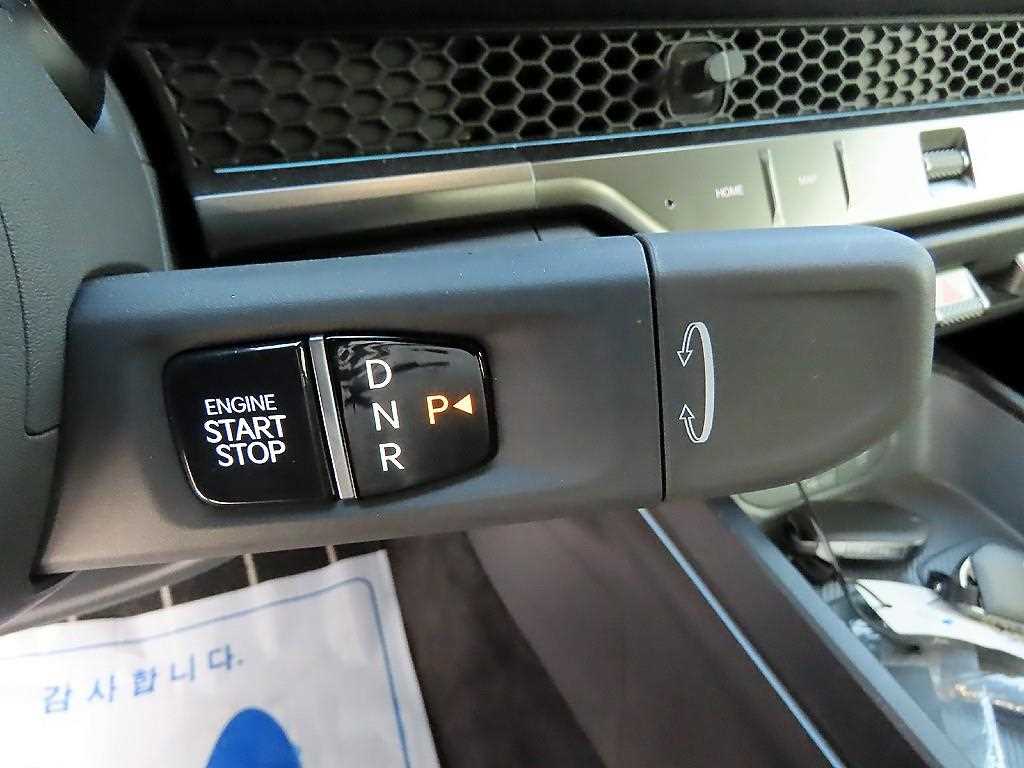 HOME
MAP
ENGINE
START
STOP
D
N
R
P
감사합니다.